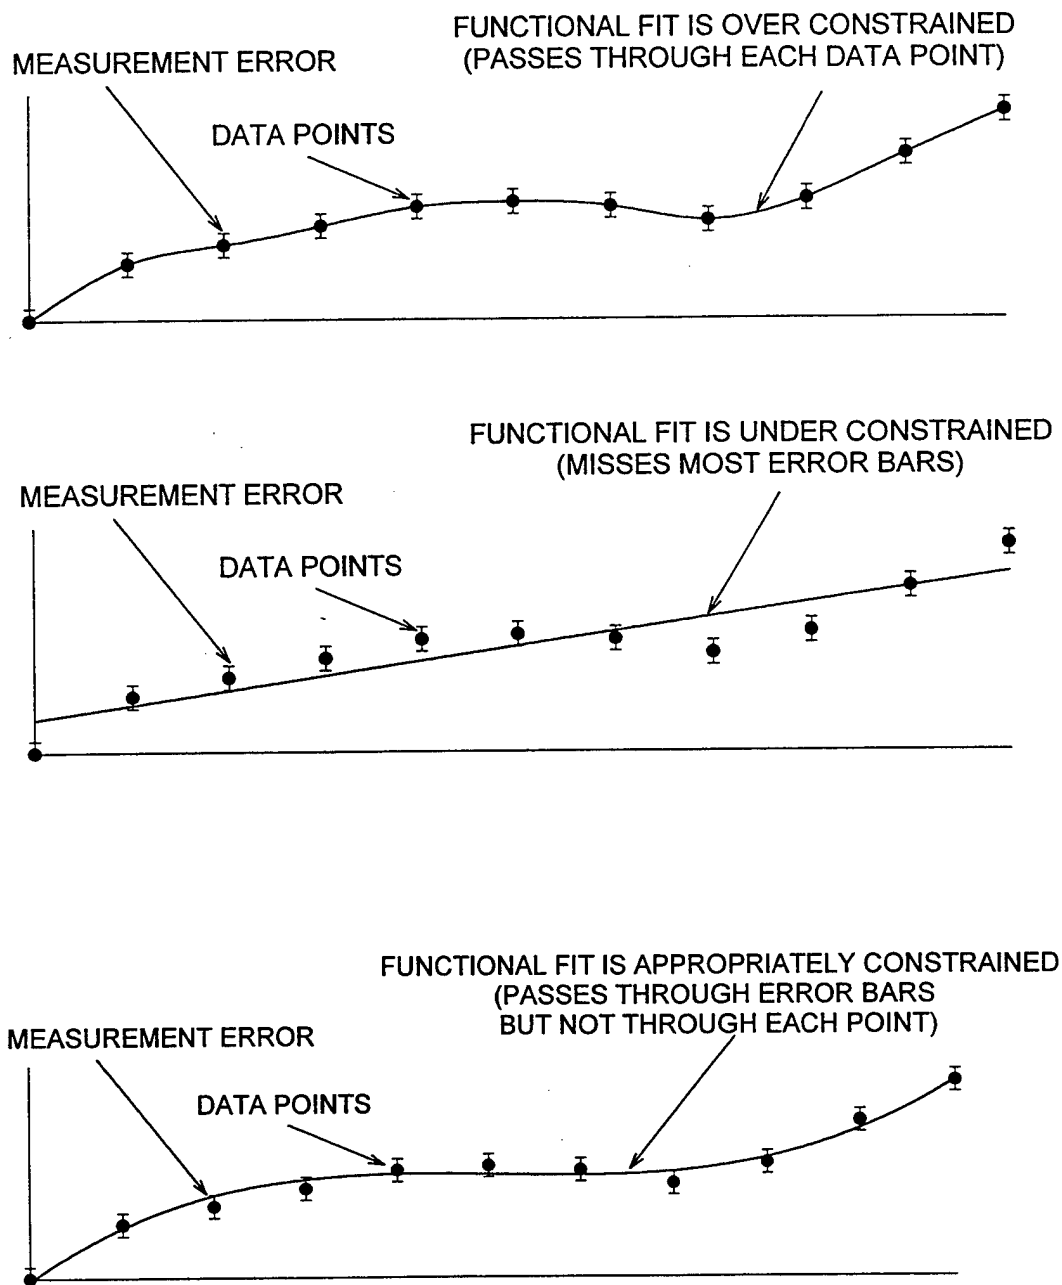 FUNCTIONAL FIT IS OVER CONSTRAINED
(PASSES THROUGH EACH DATA POINT)
MEASUREMENT ERROR
DATA POINTS
FUNCTIONAL FIT IS UNDER CONSTRAINED
(MISSES MOST ERROR BARS)
MEASUREMENT ERROR
DATA POINTS
FUNCTIONAL FIT IS APPROPRIATELY CONSTRAINED
(PASSES THROUGH ERROR BARS
BUT NOT THROUGH EACH POINT)
MEASUREMENT ERROR
DATA POINTS